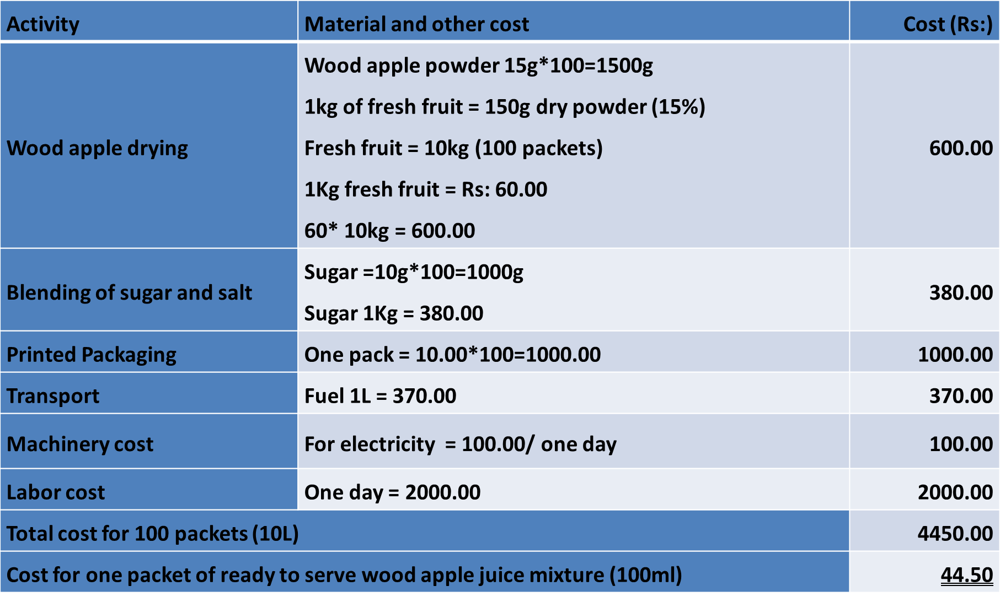 Activity Material and other cost Cost (Rs:)
Wood apple powder 15g*100=1500g
1kg of fresh fruit = 150g dry powder (15%)
Wood apple drying Fresh fruit = 10kg (100 packets) 600.00
1Kg fresh fruit = Rs: 60.00
60* 10kg = 600.00
Sugar =10g*100=1000g
Blending of sugar and salt 380.00
Sugar 1Kg = 380.00
Printed Packaging One pack = 10.00*100=1000.00 1000.00
Transport Fuel 1L = 370.00 370.00
Machinery cost For electricity = 100.00/ one day 100.00
Labor cost One day = 2000.00 2000.00
Total cost for 100 packets (10L) 4450.00
Cost for one packet of ready to serve wood apple juice mixture (100ml) 44.50